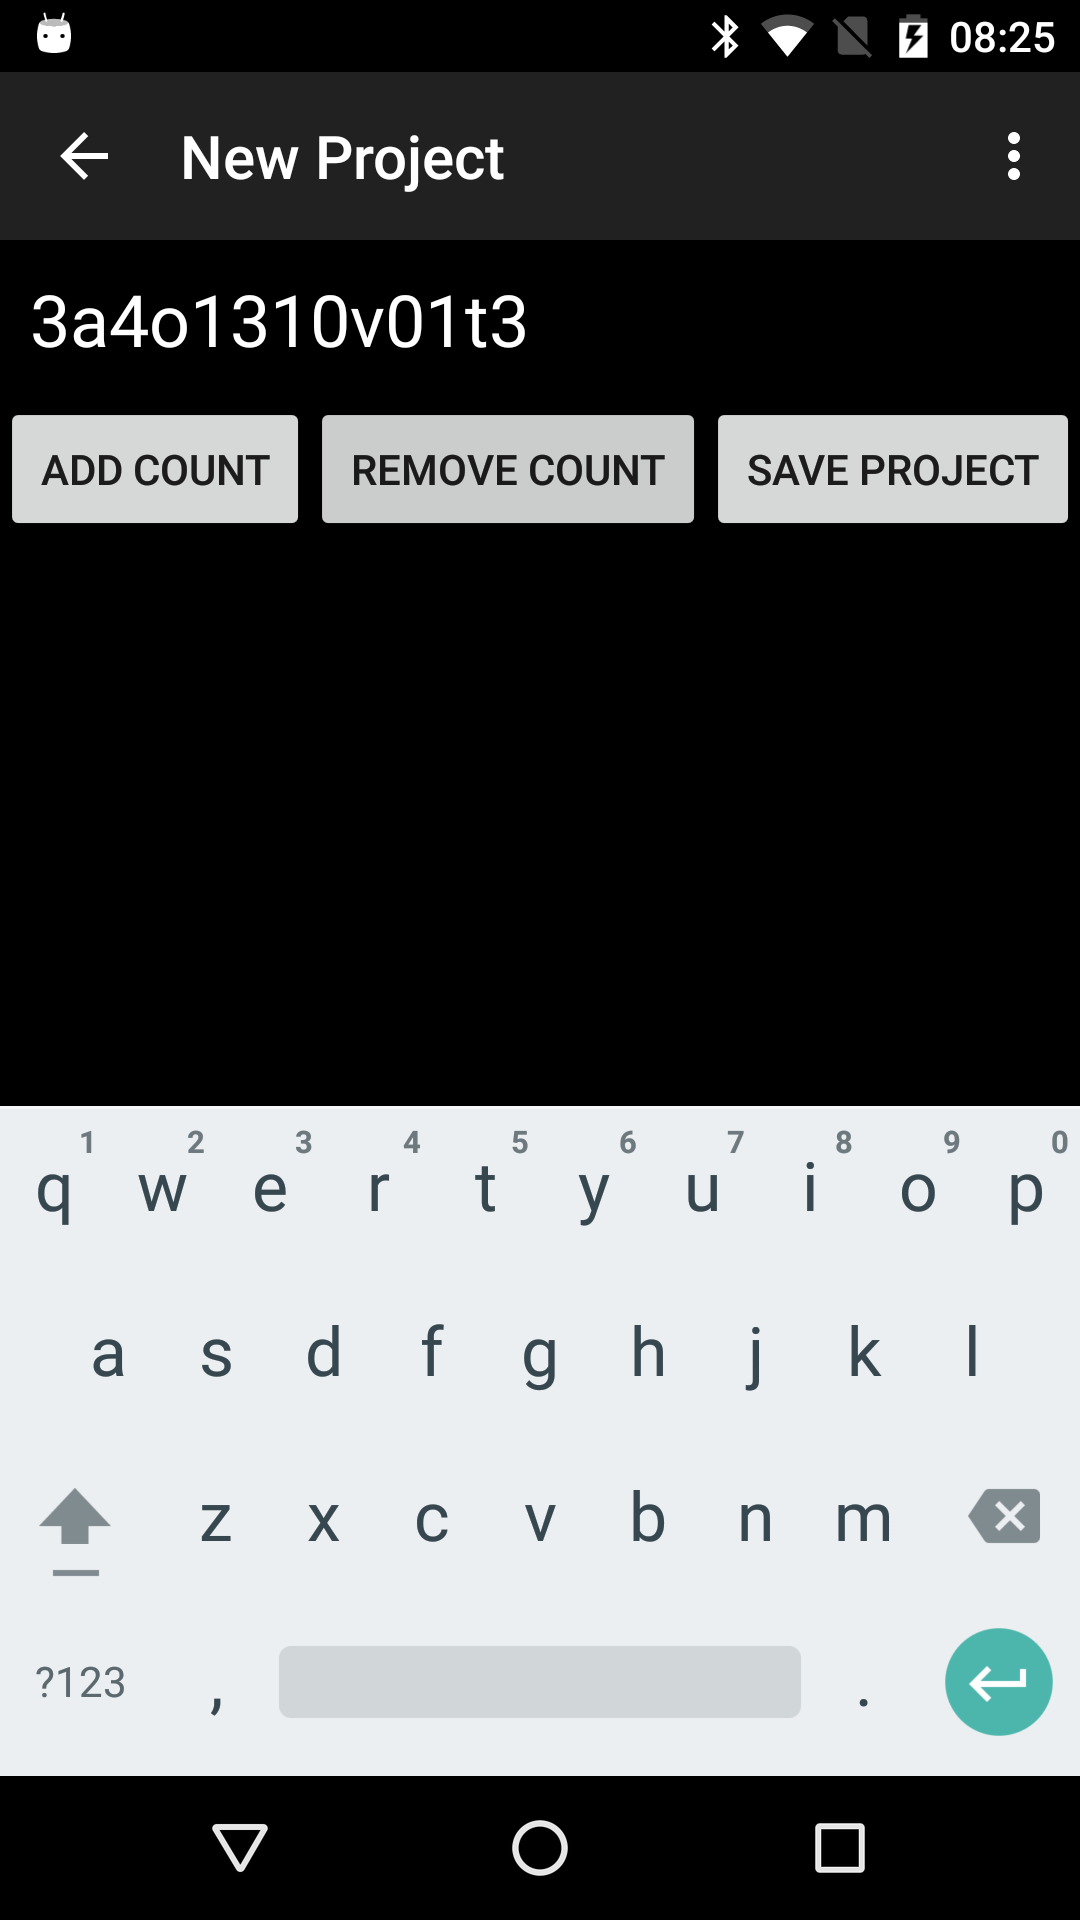 08:25
New Project
3a4o1310v01t3
ADD COUNT REMOVE COUNT SAVE PROJECT
1 2 3 4 5 6 7 8 9 0
q w e r t y u i o p
a s d f g h j k l
z x c v b n m
?123 , .